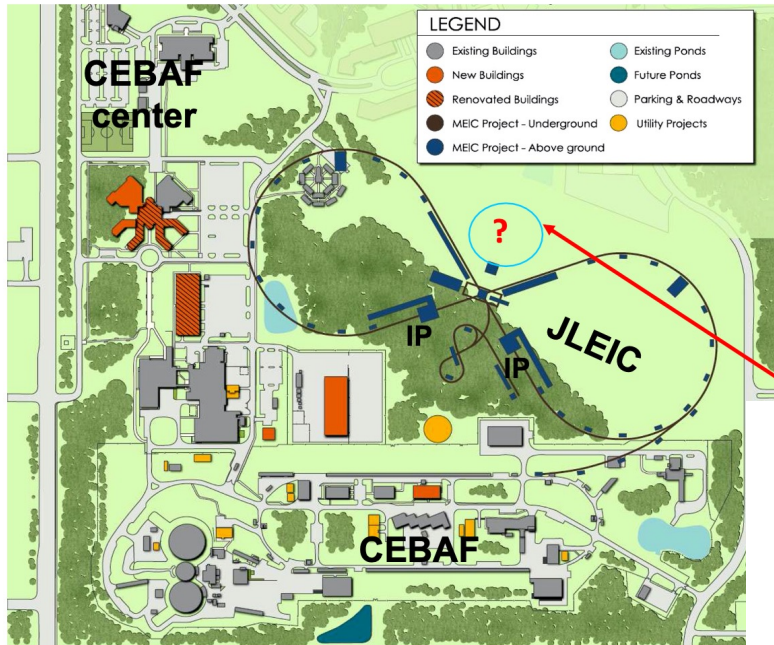 LEGEND
Existing Buildings
Existing Ponds
New Buildings
Future Ponds
Renovated Buildings
Parking & Roadways
MEIC Project - Underground
Utility Projects
MEIC Project - Above ground
CEBAF
center
?
JLEIC
IP
IP
CEBAF